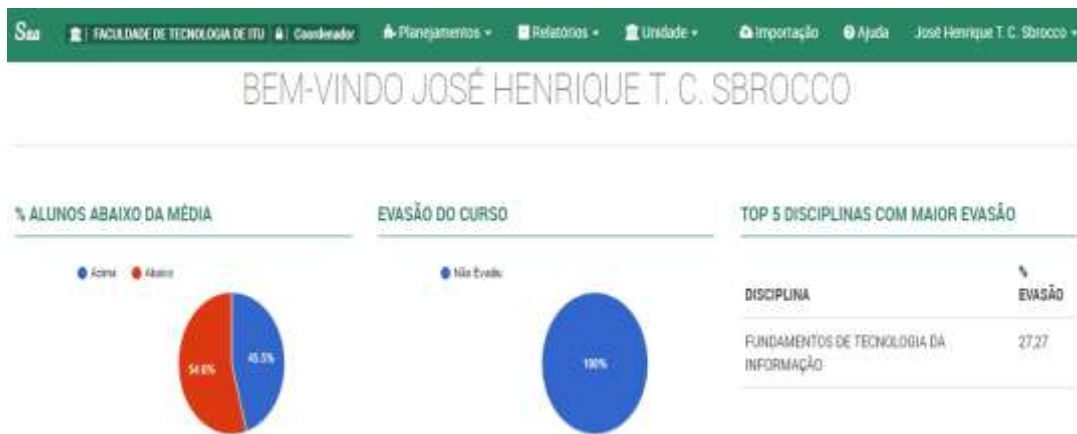 Saa FACULDADE DE TECNOLOGIA DE ITU Coordenador Planejamentos Relatórios Unidade Importação Ajuda José Henrique T. C. Sbrocco
BEM-VINDO JOSÉ HENRIQUE T. C. SBROCCO
% ALUNOS ABAIXO DA MÉDIA
Acima Abaixo
54.5%
45.5%
EVASÃO DO CURSO
Não Evadiu
100%
TOP 5 DISCIPLINAS COM MAIOR EVASÃO
DISCIPLINA % EVASÃO
FUNDAMENTOS DE TECNOLOGIA DA 27,27
INFORMAÇÃO